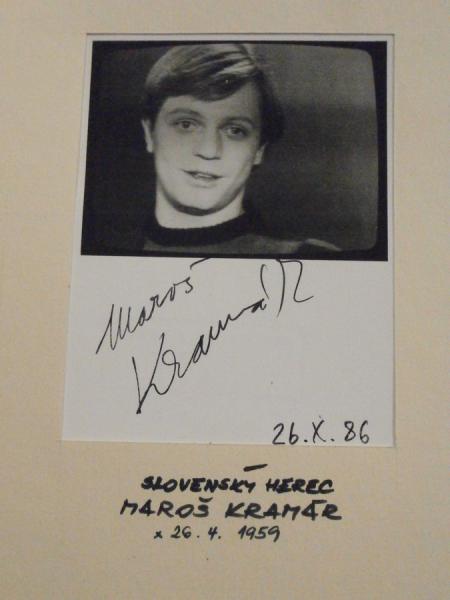 Maroš
Kramár
26.X.86
SLOVENSKÝ HEREC
MAROŠ KRAMÁR
× 26.4. 1959